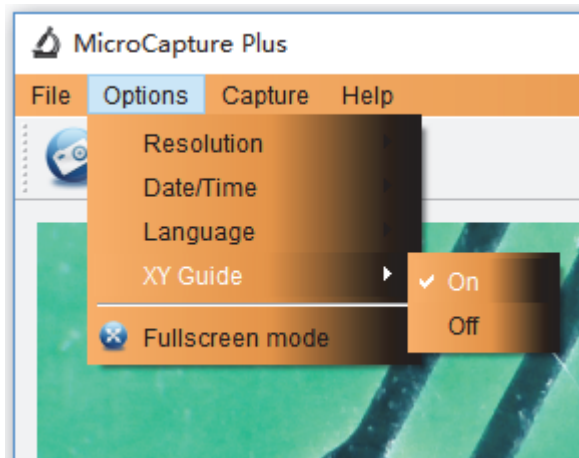 MicroCapture Plus
File Options Capture Help
Resolution
Date/Time
Language
XY Guide
On
Off
Fullscreen mode